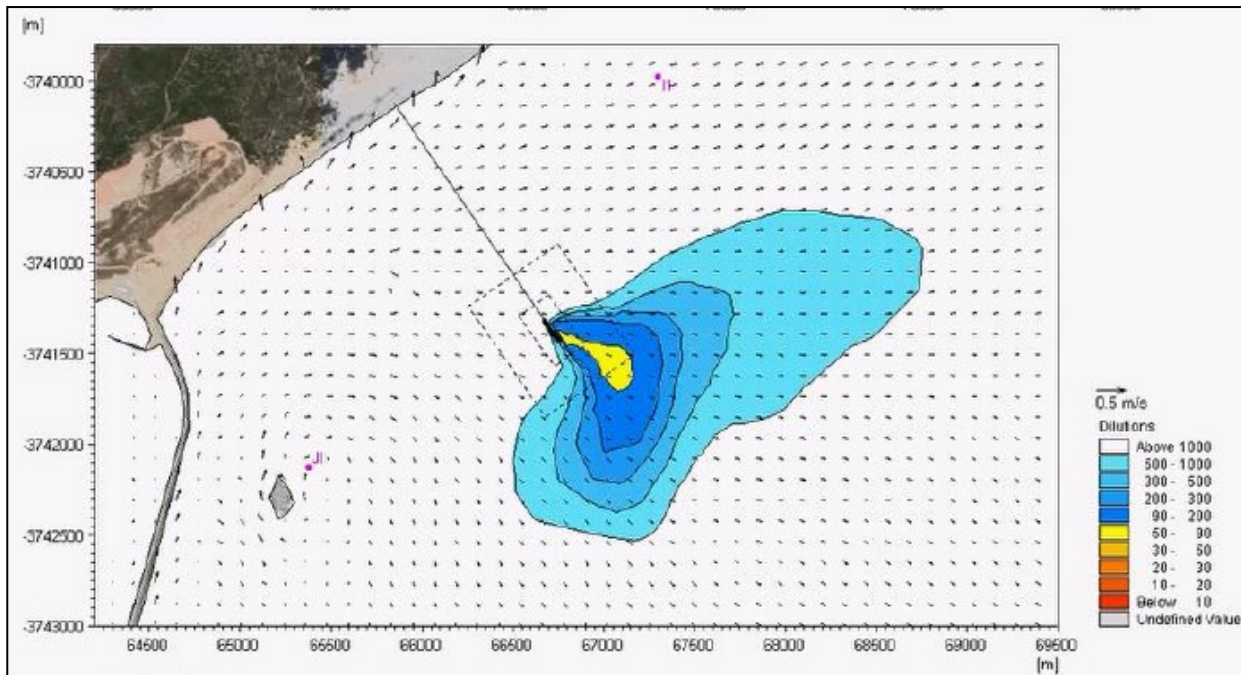 [m]
-3740000
-3740500
-3741000
-3741500
-3742000
-3742500
-3743000
64500 65000 65500 66000 66500 67000 67500 68000 68500 69000 69500
[m]
JI
0.5 m/s
Dilutions
Above 1000
500 - 1000
300 - 500
200 - 300
90 - 200
50 - 90
30 - 50
20 - 30
10 - 20
Below 10
Undefined Value